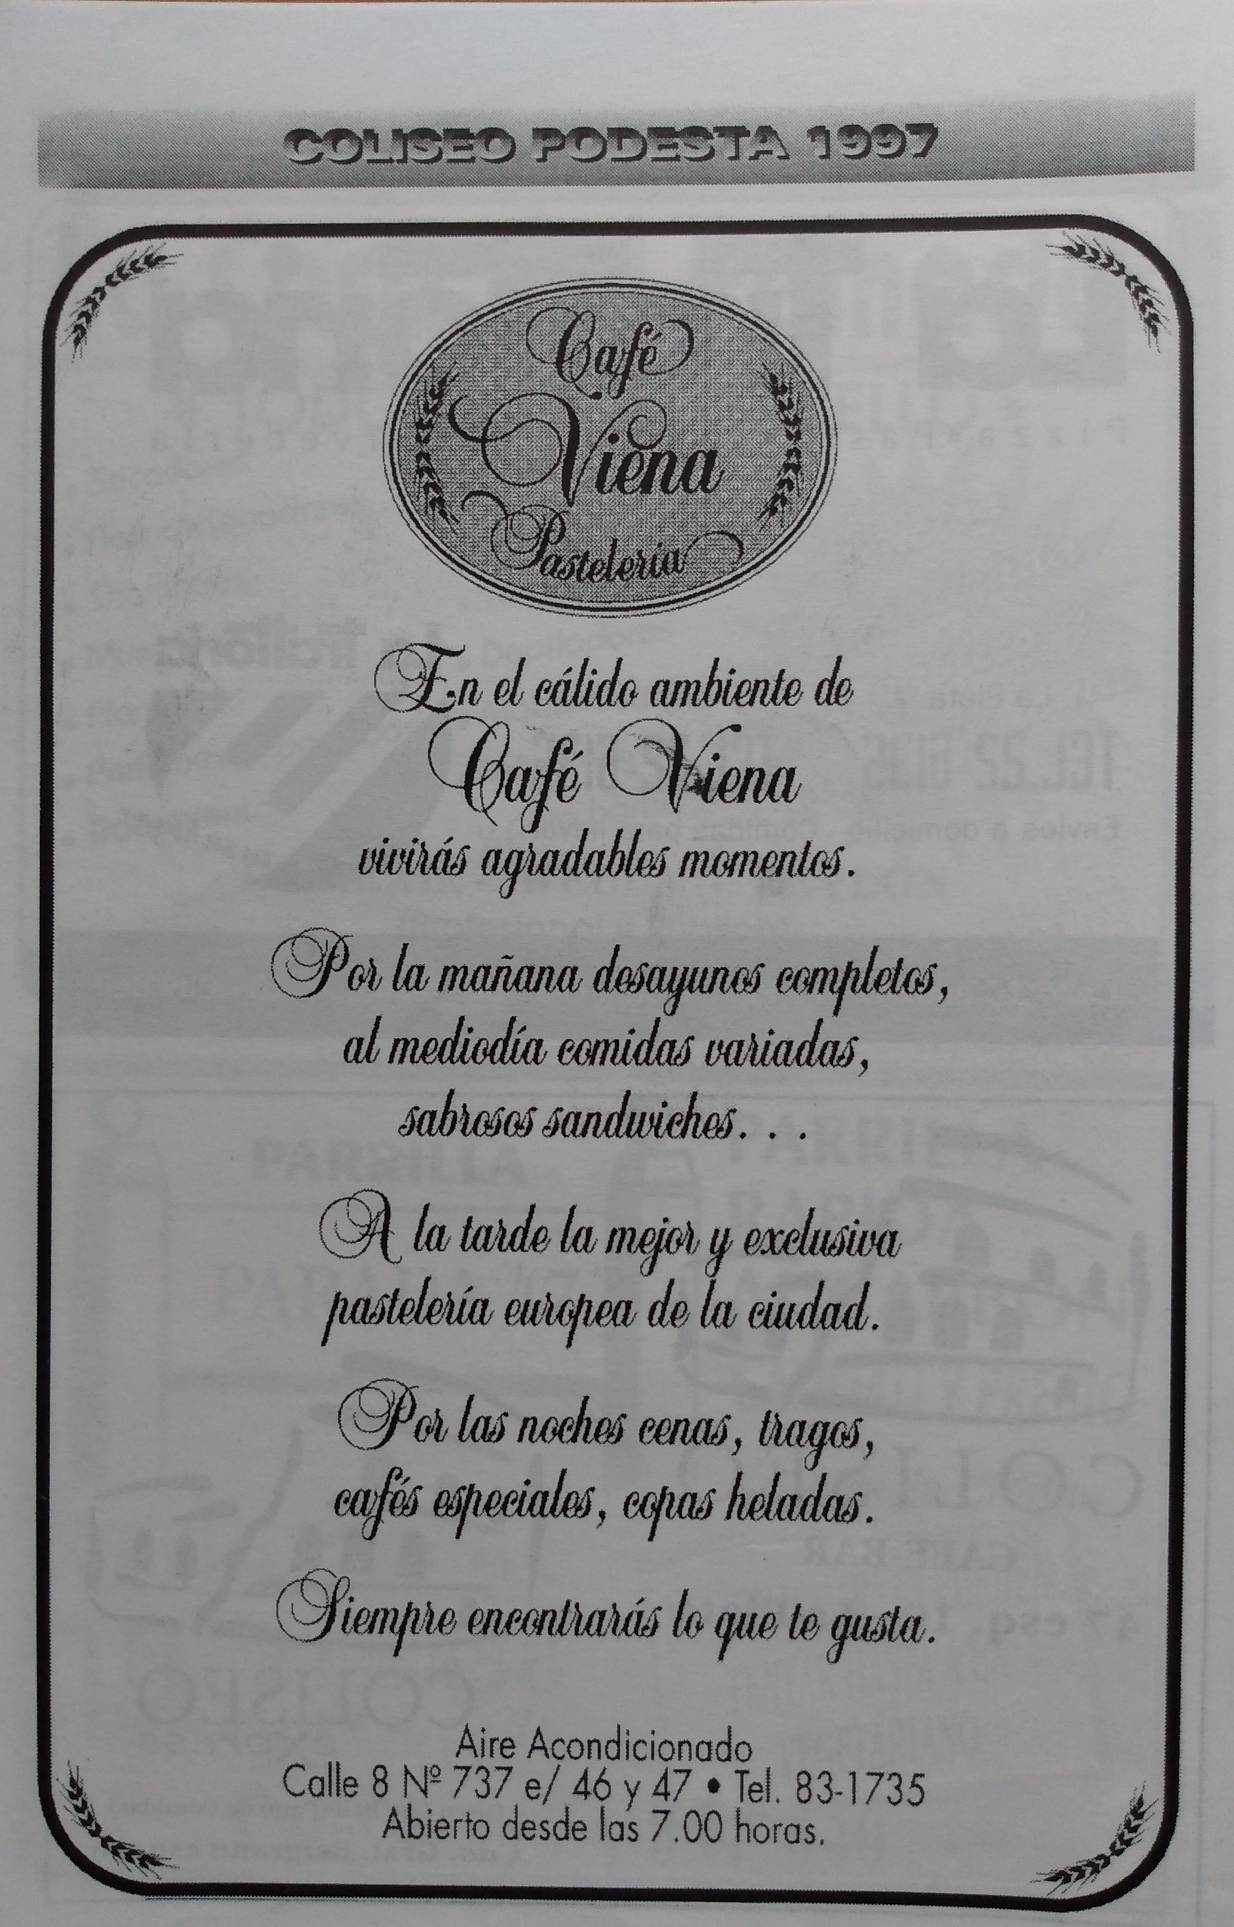 COLISEO PODESTA 1997
Café
Viena
Pastelería
En el cálido ambiente de
Café Viena
vivirás agradables momentos.
Por la mañana desayunos completos,
al mediodía comidas variadas,
sabrosos sandwiches. . .
A la tarde la mejor y exclusiva
pastelería europea de la ciudad.
Por las noches cenas, tragos,
cafés especiales, copas heladas.
Siempre encontrarás lo que te gusta.
Aire Acondicionado
Calle 8 Nº 737 e/ 46 y 47 • Tel. 83-1735
Abierto desde las 7.00 horas.